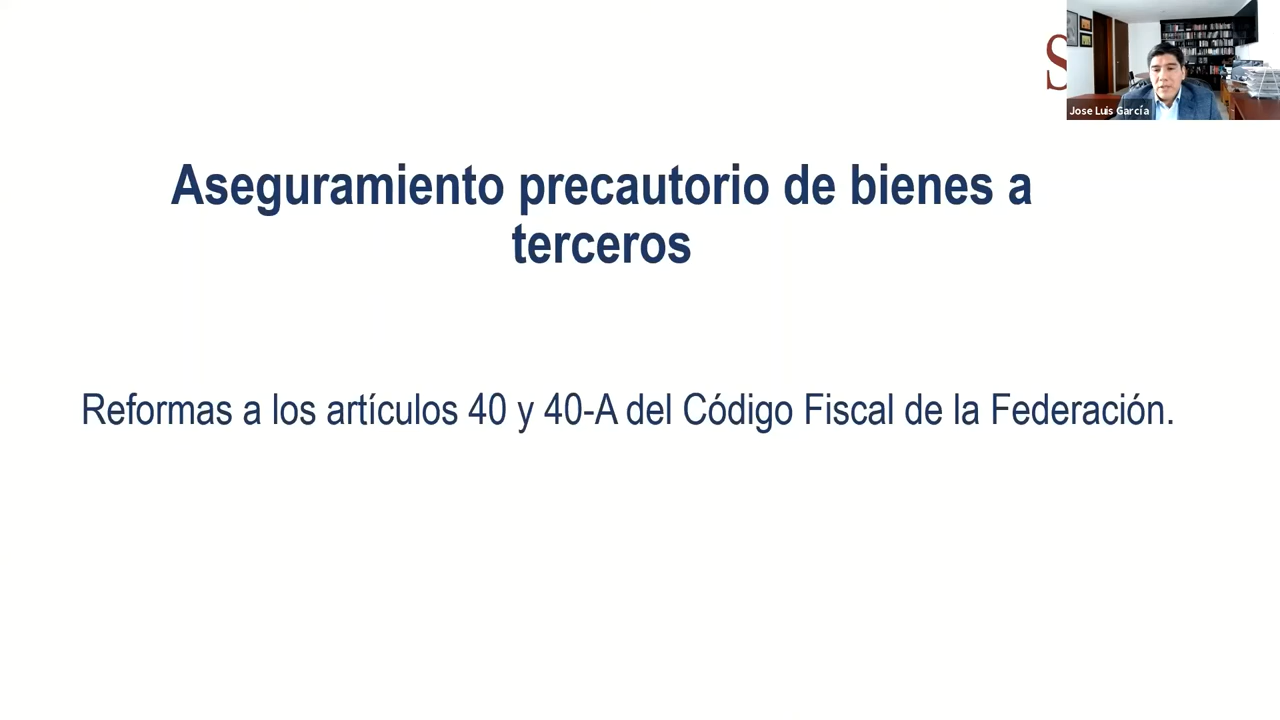 S
Jose Luis García
Aseguramiento precautorio de bienes a
terceros
Reformas a los artículos 40 y 40-A del Código Fiscal de la Federación.